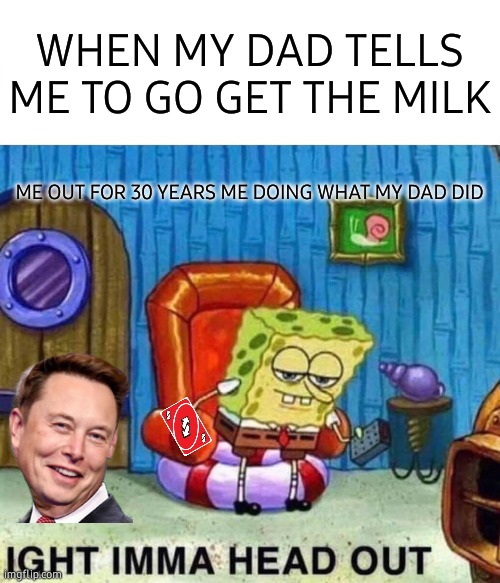 WHEN MY DAD TELLS
ME TO GO GET THE MILK
ME OUT FOR 30 YEARS ME DOING WHAT MY DAD DID
IGHT IMMA HEAD OUT
imgflip.com